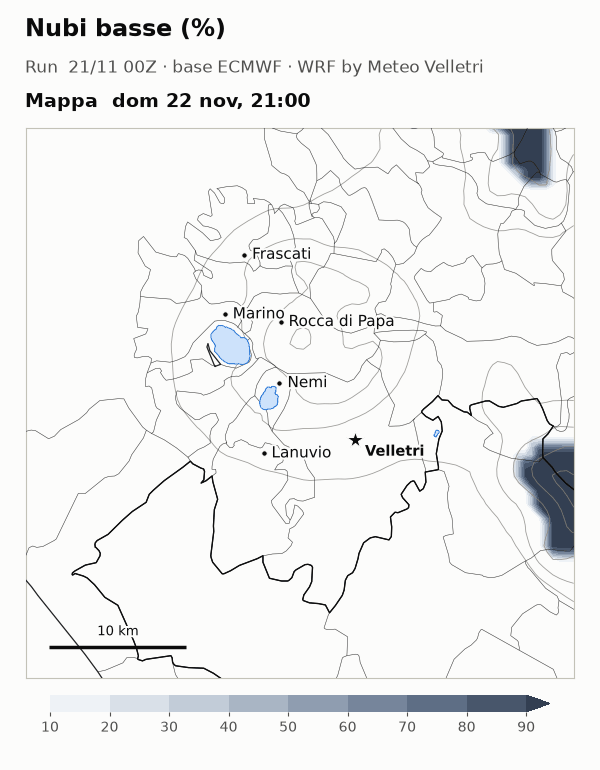 Nubi basse (%)
Run  21/11 00Z · base ECMWF · WRF by Meteo Velletri
Mappa  dom 22 nov, 21:00
Frascati
Marino
Rocca di Papa
Nemi
Velletri
Lanuvio
10 km
10 20 30 40 50 60 70 80 90